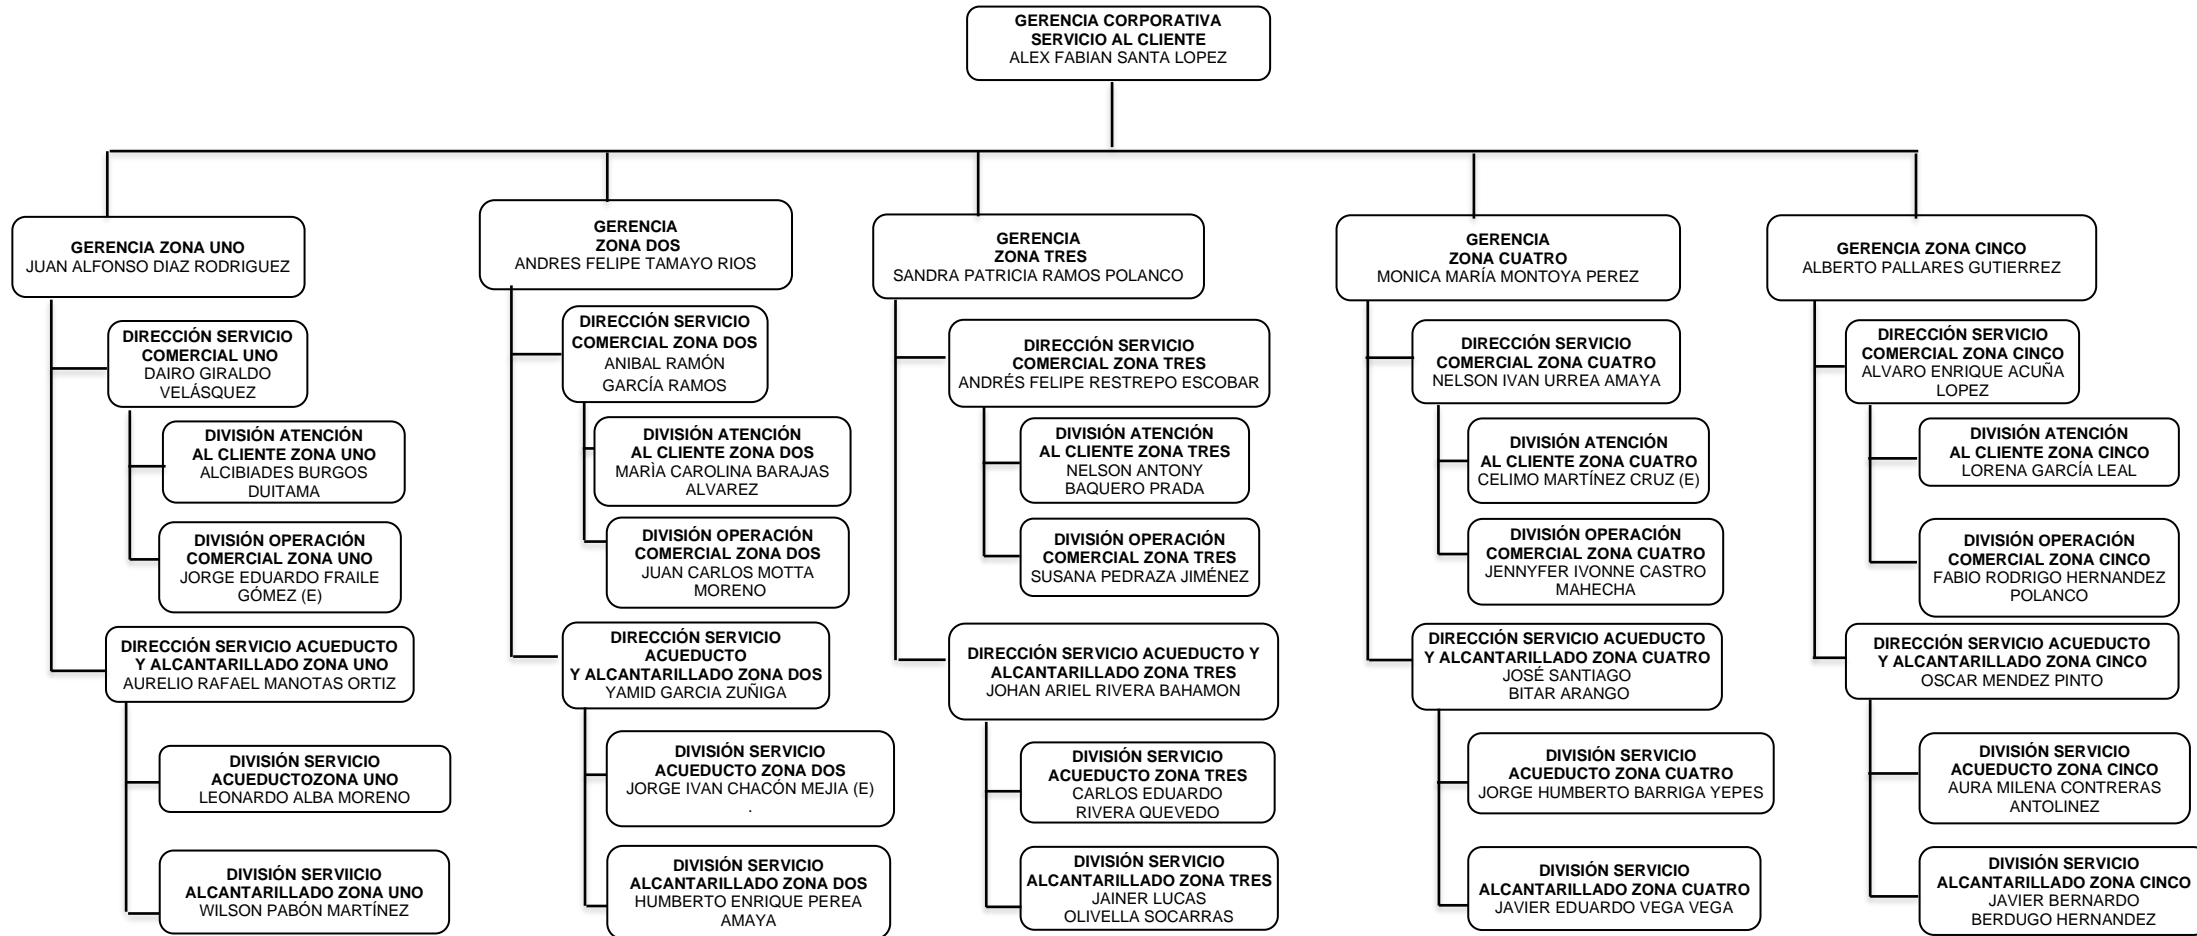 GERENCIA CORPORATIVA
SERVICIO AL CLIENTE
ALEX FABIAN SANTA LOPEZ
GERENCIA ZONA UNO
JUAN ALFONSO DIAZ RODRIGUEZ
DIRECCIÓN SERVICIO
COMERCIAL UNO
DAIRO GIRALDO
VELÁSQUEZ
DIVISIÓN ATENCIÓN
AL CLIENTE ZONA UNO
ALCIBIADES BURGOS
DUITAMA
DIVISIÓN OPERACIÓN
COMERCIAL ZONA UNO
JORGE EDUARDO FRAILE
GÓMEZ (E)
DIRECCIÓN SERVICIO ACUEDUCTO
Y ALCANTARILLADO ZONA UNO
AURELIO RAFAEL MANOTAS ORTIZ
DIVISIÓN SERVICIO
ACUEDUCTOZONA UNO
LEONARDO ALBA MORENO
DIVISIÓN SERVIICIO
ALCANTARILLADO ZONA UNO
WILSON PABÓN MARTÍNEZ
GERENCIA
ZONA DOS
ANDRES FELIPE TAMAYO RIOS
DIRECCIÓN SERVICIO
COMERCIAL ZONA DOS
ANIBAL RAMÓN
GARCÍA RAMOS
DIVISIÓN ATENCIÓN
AL CLIENTE ZONA DOS
MARÌA CAROLINA BARAJAS
ALVAREZ
DIVISIÓN OPERACIÓN
COMERCIAL ZONA DOS
JUAN CARLOS MOTTA
MORENO
DIRECCIÓN SERVICIO
ACUEDUCTO
Y ALCANTARILLADO ZONA DOS
YAMID GARCIA ZUÑIGA
DIVISIÓN SERVICIO
ACUEDUCTO ZONA DOS
JORGE IVAN CHACÓN MEJIA (E)
.
DIVISIÓN SERVICIO
ALCANTARILLADO ZONA DOS
HUMBERTO ENRIQUE PEREA
AMAYA
GERENCIA
ZONA TRES
SANDRA PATRICIA RAMOS POLANCO
DIRECCIÓN SERVICIO
COMERCIAL ZONA TRES
ANDRÉS FELIPE RESTREPO ESCOBAR
DIVISIÓN ATENCIÓN
AL CLIENTE ZONA TRES
NELSON ANTONY
BAQUERO PRADA
DIVISIÓN OPERACIÓN
COMERCIAL ZONA TRES
SUSANA PEDRAZA JIMÉNEZ
DIRECCIÓN SERVICIO ACUEDUCTO Y
ALCANTARILLADO ZONA TRES
JOHAN ARIEL RIVERA BAHAMON
DIVISIÓN SERVICIO
ACUEDUCTO ZONA TRES
CARLOS EDUARDO
RIVERA QUEVEDO
DIVISIÓN SERVICIO
ALCANTARILLADO ZONA TRES
JAINER LUCAS
OLIVELLA SOCARRAS
GERENCIA
ZONA CUATRO
MONICA MARÍA MONTOYA PEREZ
DIRECCIÓN SERVICIO
COMERCIAL ZONA CUATRO
NELSON IVAN URREA AMAYA
DIVISIÓN ATENCIÓN
AL CLIENTE ZONA CUATRO
CELIMO MARTÍNEZ CRUZ (E)
DIVISIÓN OPERACIÓN
COMERCIAL ZONA CUATRO
JENNYFER IVONNE CASTRO
MAHECHA
DIRECCIÓN SERVICIO ACUEDUCTO
Y ALCANTARILLADO ZONA CUATRO
JOSÉ SANTIAGO
BITAR ARANGO
DIVISIÓN SERVICIO
ACUEDUCTO ZONA CUATRO
JORGE HUMBERTO BARRIGA YEPES
DIVISIÓN SERVICIO
ALCANTARILLADO ZONA CUATRO
JAVIER EDUARDO VEGA VEGA
GERENCIA ZONA CINCO
ALBERTO PALLARES GUTIERREZ
DIRECCIÓN SERVICIO
COMERCIAL ZONA CINCO
ALVARO ENRIQUE ACUÑA
LOPEZ
DIVISIÓN ATENCIÓN
AL CLIENTE ZONA CINCO
LORENA GARCÍA LEAL
DIVISIÓN OPERACIÓN
COMERCIAL ZONA CINCO
FABIO RODRIGO HERNANDEZ
POLANCO
DIRECCIÓN SERVICIO ACUEDUCTO
Y ALCANTARILLADO ZONA CINCO
OSCAR MENDEZ PINTO
DIVISIÓN SERVICIO
ACUEDUCTO ZONA CINCO
AURA MILENA CONTRERAS
ANTOLINEZ
DIVISIÓN SERVICIO
ALCANTARILLADO ZONA CINCO
JAVIER BERNARDO
BERDUGO HERNANDEZ